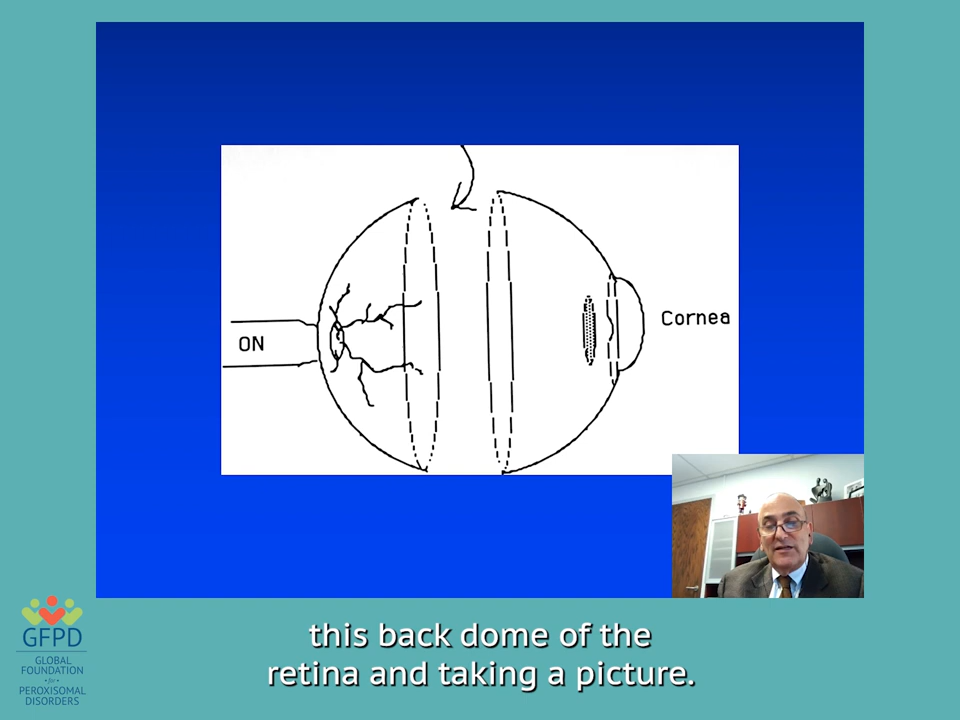 ON
Cornea
GFPD
GLOBAL
FOUNDATION
for
PEROXISOMAL
DISORDERS
this back dome of the
retina and taking a picture.